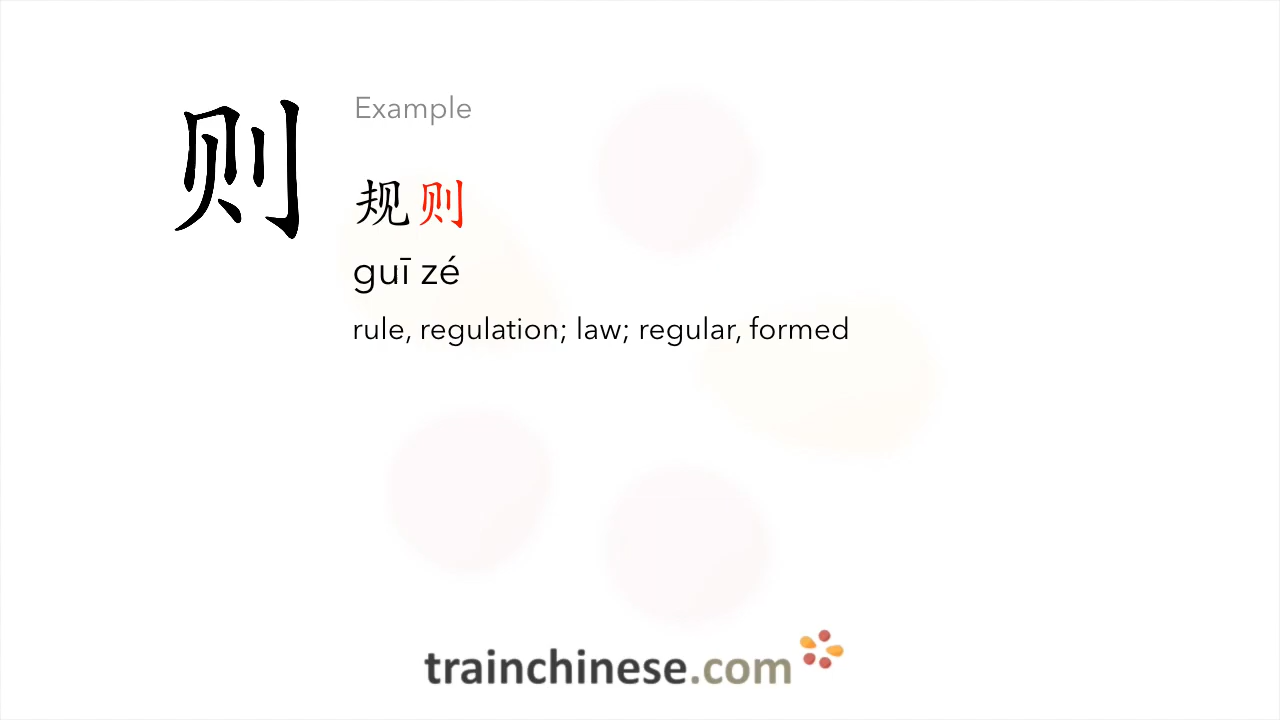 则
Example
规则
guī zé
rule, regulation; law; regular, formed
trainchinese.com